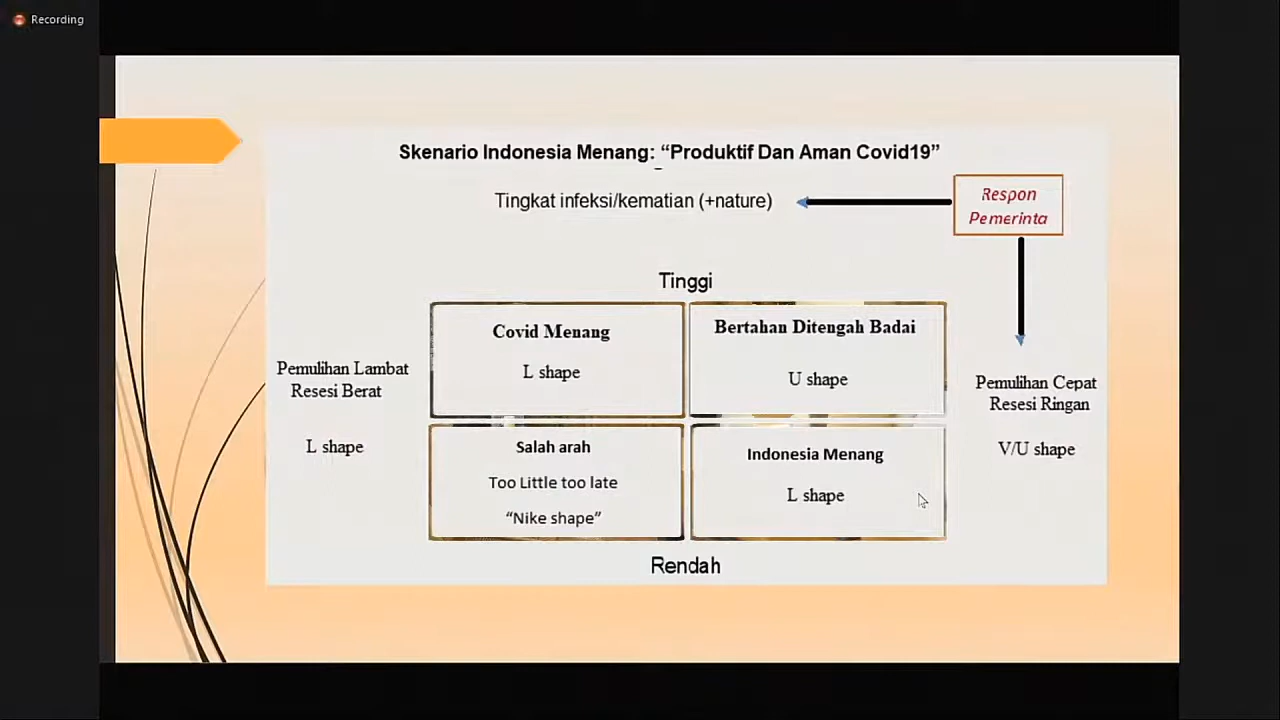 Recording
Skenario Indonesia Menang: “Produktif Dan Aman Covid19”
Tingkat infeksi/kematian (+nature)
Respon
Pemerinta
Tinggi
Covid Menang
L shape
Bertahan Ditengah Badai
U shape
Pemulihan Lambat
Resesi Berat
L shape
Pemulihan Cepat
Resesi Ringan
V/U shape
Salah arah
Too Little too late
“Nike shape”
Indonesia Menang
L shape
Rendah